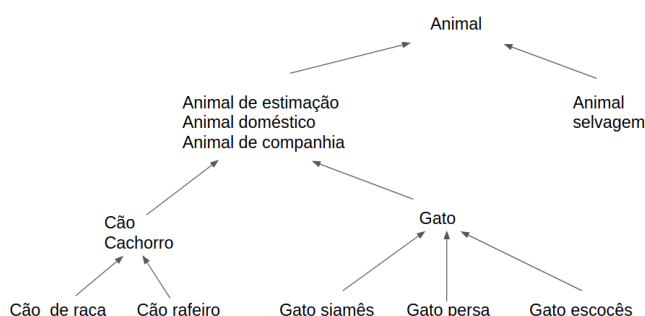 Animal
Animal de estimação
Animal doméstico
Animal de companhia
Animal
selvagem
Cão
Cachorro
Gato
Cão de raca
Cão rafeiro
Gato siamês
Gato persa
Gato escocês